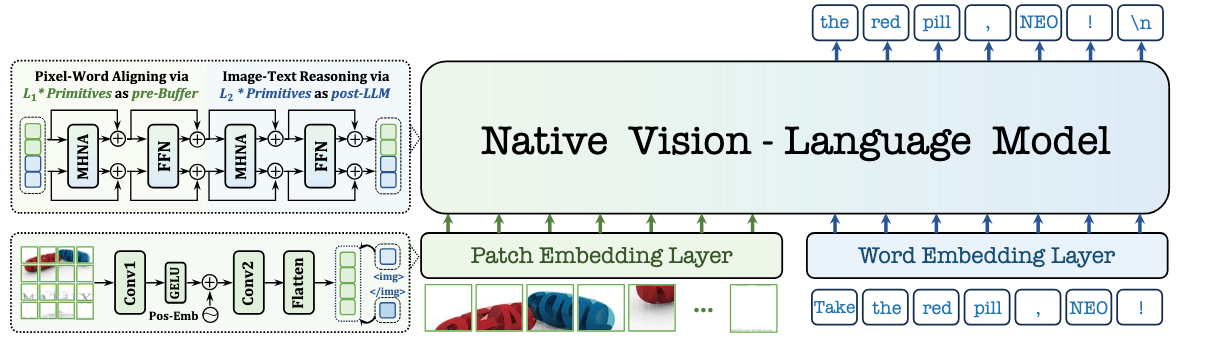 the red pill , NEO ! \n
Pixel-Word Aligning via
L1* Primitives as pre-Buffer
Image-Text Reasoning via
L2 * Primitives as post-LLM
MHNA
FFN
MHNA
FFN
Native Vision - Language Model
Conv1
GELU
Pos-Emb
Conv2
Flatten
<img>
</img>
Patch Embedding Layer
Word Embedding Layer
...
Take the red pill , NEO !